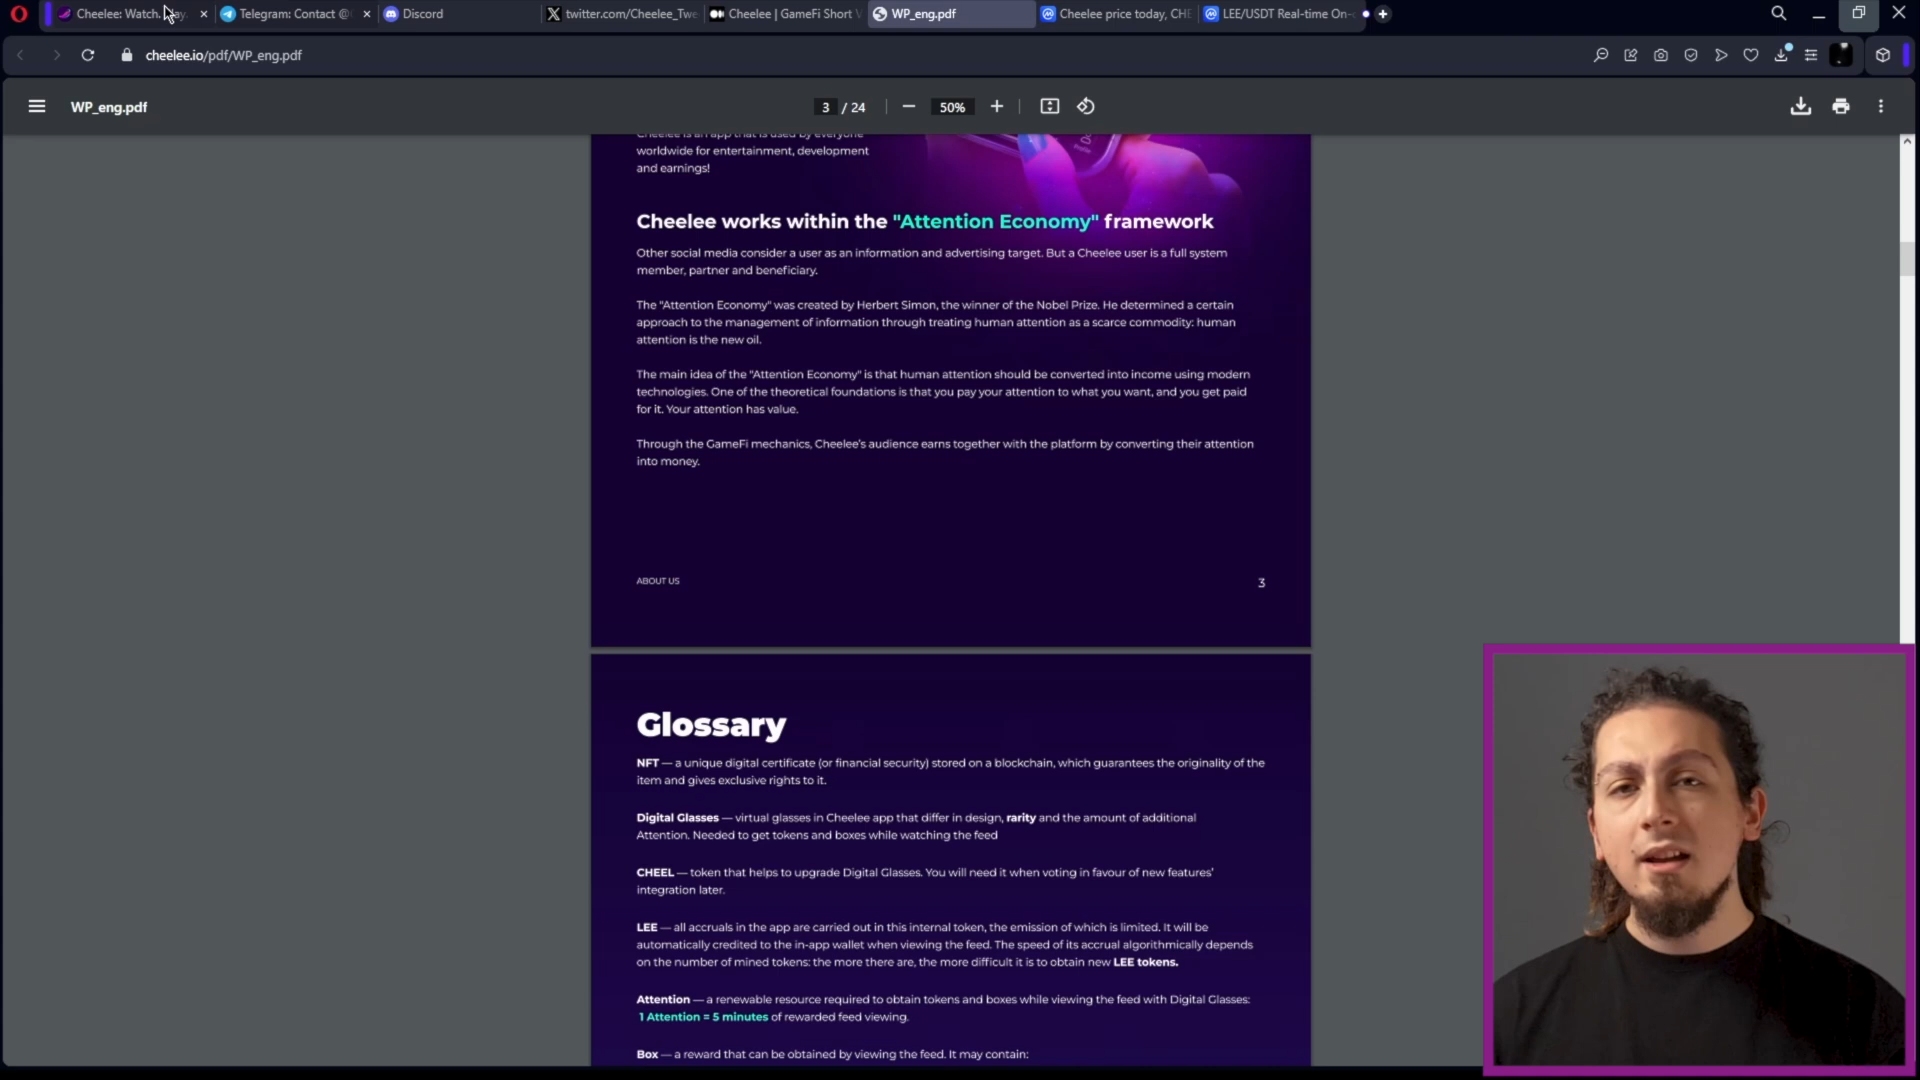 Cheelee: Watch. Play.
Telegram: Contact @
Discord
twitter.com/Cheelee_Twe
Cheelee | GameFi Short V
WP_eng.pdf
Cheelee price today, CHE
LEE/USDT Real-time On-
cheelee.io/pdf/WP_eng.pdf
WP_eng.pdf
3 / 24
50%
Cheelee is an app that is used by everyone
worldwide for entertainment, development
and earnings!
Cheelee works within the "Attention Economy" framework
Other social media consider a user as an information and advertising target. But a Cheelee user is a full system
member, partner and beneficiary.
The "Attention Economy" was created by Herbert Simon, the winner of the Nobel Prize. He determined a certain
approach to the management of information through treating human attention as a scarce commodity: human
attention is the new oil.
The main idea of the "Attention Economy" is that human attention should be converted into income using modern
technologies. One of the theoretical foundations is that you pay your attention to what you want, and you get paid
for it. Your attention has value.
Through the GameFi mechanics, Cheelee's audience earns together with the platform by converting their attention
into money.
ABOUT US
3
Glossary
NFT — a unique digital certificate (or financial security) stored on a blockchain, which guarantees the originality of the
item and gives exclusive rights to it.
Digital Glasses — virtual glasses in Cheelee app that differ in design, rarity and the amount of additional
Attention. Needed to get tokens and boxes while watching the feed
CHEEL — token that helps to upgrade Digital Glasses. You will need it when voting in favour of new features'
integration later.
LEE — all accruals in the app are carried out in this internal token, the emission of which is limited. It will be
automatically credited to the in-app wallet when viewing the feed. The speed of its accrual algorithmically depends
on the number of mined tokens: the more there are, the more difficult it is to obtain new LEE tokens.
Attention — a renewable resource required to obtain tokens and boxes while viewing the feed with Digital Glasses:
1 Attention = 5 minutes of rewarded feed viewing.
Box — a reward that can be obtained by viewing the feed. It may contain: